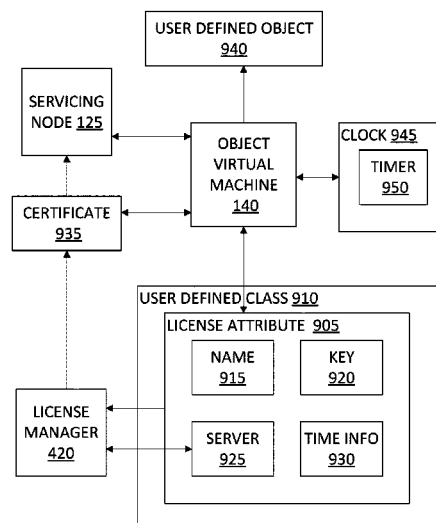 USER DEFINED OBJECT
940
SERVICING
NODE 125
OBJECT
VIRTUAL
MACHINE
140
CLOCK 945
TIMER
950
CERTIFICATE
935
USER DEFINED CLASS 910
LICENSE ATTRIBUTE 905
NAME
915
KEY
920
LICENSE
MANAGER
420
SERVER
925
TIME INFO
930